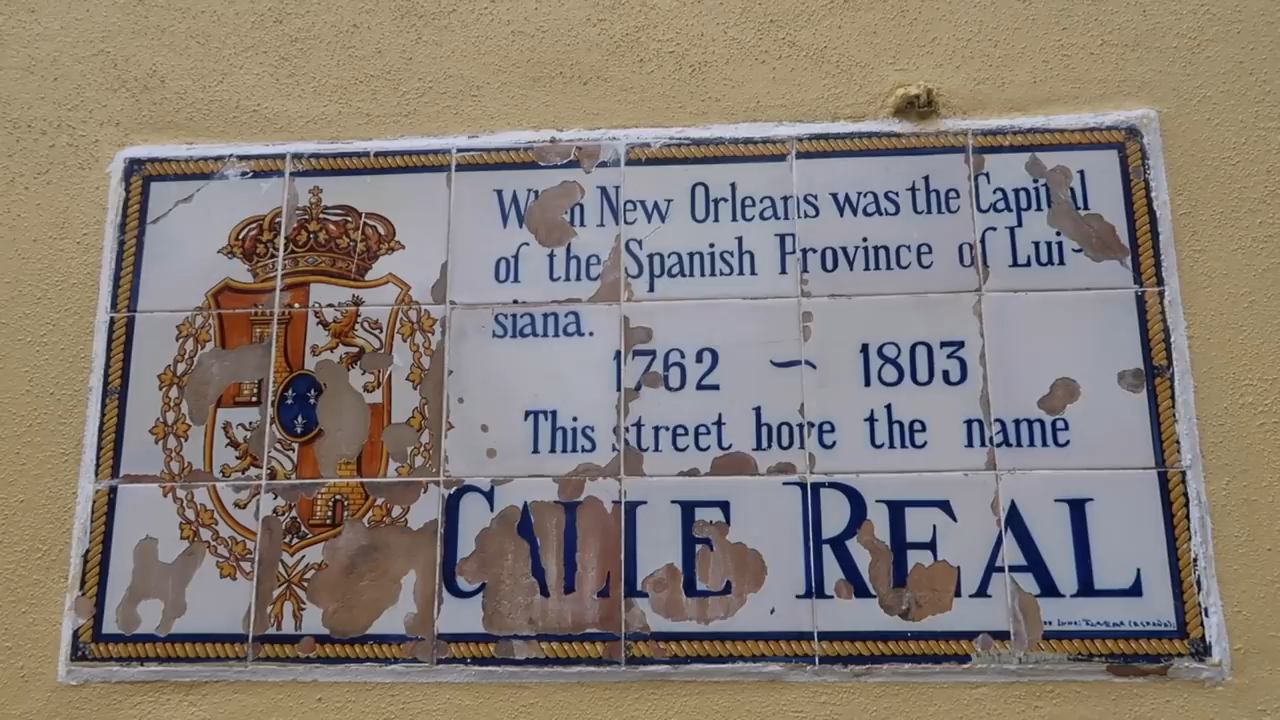 When New Orleans was the Capital
of the Spanish Province of Lui-
siana.
1762 ~ 1803
This street bore the name
CALLE REAL